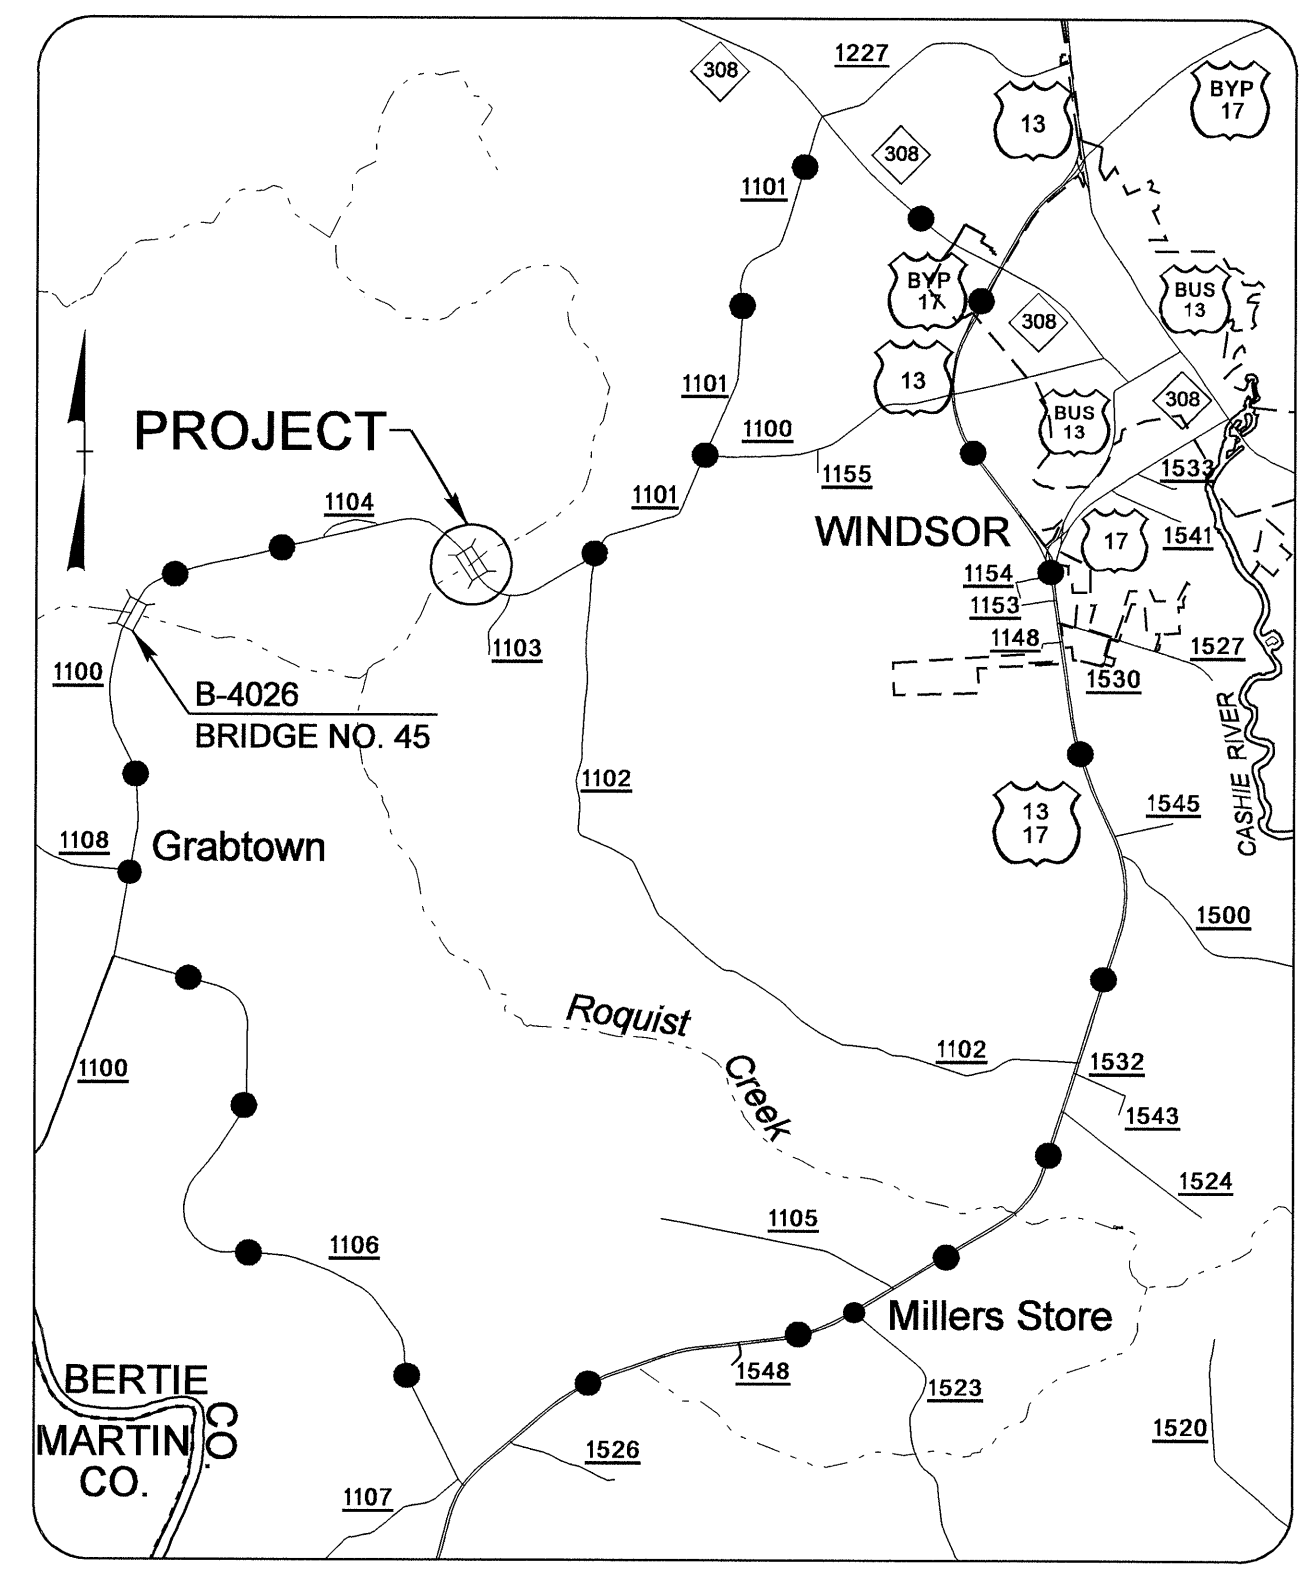 1227
308
BYP
17
13
308
1101
BYP
17
BUS
13
308
13
1101
308
BUS
13
PROJECT
1100
1155
1533
1104
1101
WINDSOR
17
1541
1154
1153
1148
1527
1103
1530
1100
B-4026
BRIDGE NO. 45
CASHIE RIVER
1102
13
17
1545
1108
Grabtown
1500
Roquist
Creek
1102
1532
1100
1543
1524
1105
1106
Millers Store
BERTIE
CO.
1548
1523
MARTIN
CO.
1526
1520
1107